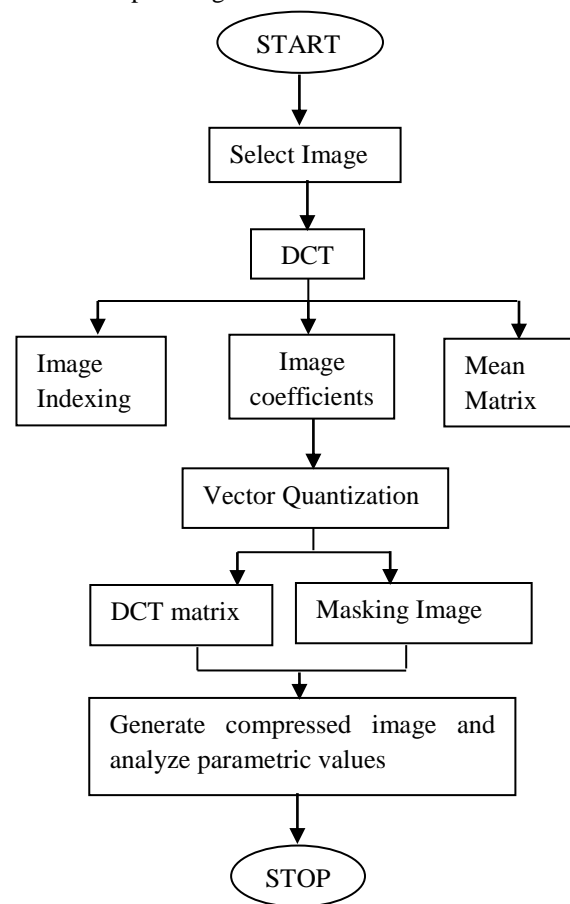 START
Select Image
DCT
Image
Indexing
Image
coefficients
Mean
Matrix
Vector Quantization
DCT matrix
Masking Image
Generate compressed image and
analyze parametric values
STOP